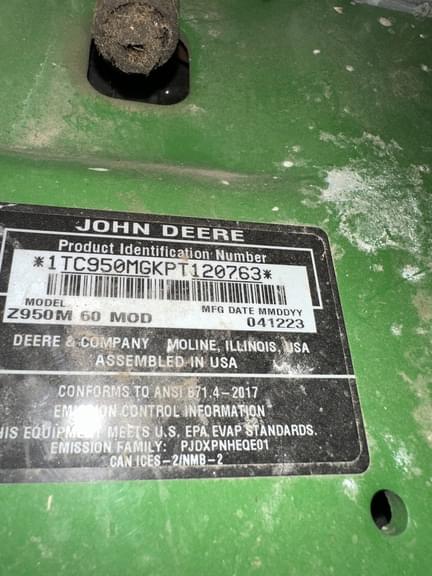 JOHN DEERE
Product Identification Number
*1TC950MGKPT120763*
MODEL MFG DATE MMDDYY
Z950M 60 MOD 041223
DEERE & COMPANY MOLINE, ILLINOIS, USA
ASSEMBLED IN USA
CONFORMS TO ANSI B71.4-2017
EMISSION CONTROL INFORMATION
HIS EQUIPMENT MEETS U.S. EPA EVAP STANDARDS.
EMISSION FAMILY: PJDXPNHEQE01
CAN ICES-2/NMB-2